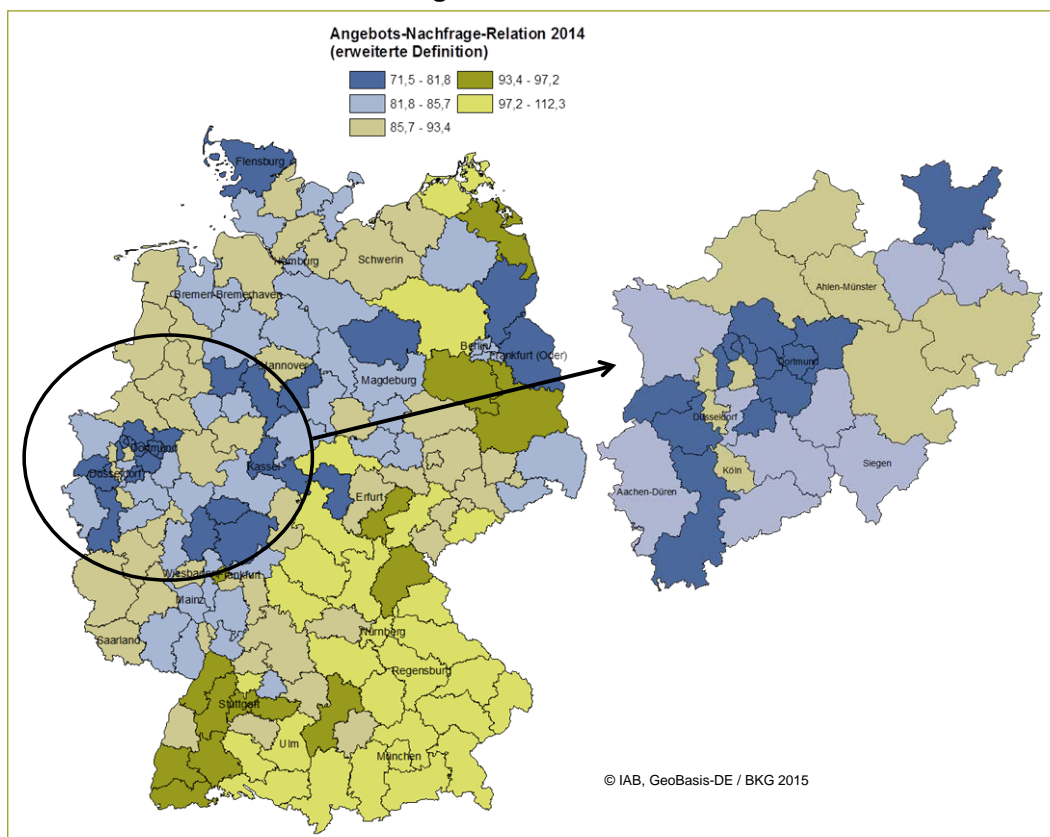 Angebots-Nachfrage-Relation 2014
(erweiterte Definition)
71,5 - 81,8
93,4 - 97,2
81,8 - 85,7
97,2 - 112,3
85,7 - 93,4
Flensburg
Hamburg
Schwerin
Bremen-Bremerhaven
Berlin
Frankfurt (Oder)
Hannover
Magdeburg
Dortmund
Düsseldorf
Kassel
Erfurt
Wiesbaden
Frankfurt
Mainz
Saarland
Nürnberg
Regensburg
Stuttgart
Ulm
München
Ahlen-Münster
Dortmund
Düsseldorf
Köln
Siegen
Aachen-Düren
© IAB, GeoBasis-DE / BKG 2015